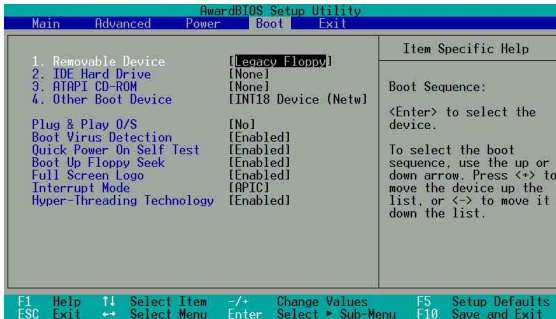 AwardBIOS Setup Utility
Main Advanced Power Boot Exit
1. Removable Device [Legacy Floppy]
2. IDE Hard Drive [None]
3. ATAPI CD-ROM [None]
4. Other Boot Device [INT18 Device (Netw]
Plug & Play O/S [No]
Boot Virus Detection [Enabled]
Quick Power On Self Test [Enabled]
Boot Up Floppy Seek [Enabled]
Full Screen Logo [Enabled]
Interrupt Mode [APIC]
Hyper-Threading Technology [Enabled]
Item Specific Help
Boot Sequence:
<Enter> to select the
device.
To select the boot
sequence, use the up or
down arrow. Press <+> to
move the device up the
list, or <-> to move it
down the list.
F1 Help ↑↓ Select Item -/+ Change Values F5 Setup Defaults
ESC Exit ←→ Select Menu Enter Select ► Sub-Menu F10 Save and Exit